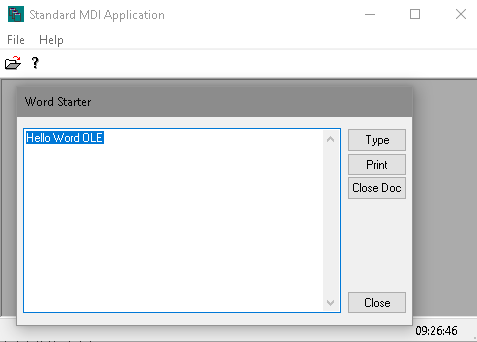 Standard MDI Application
File Help
?
Word Starter
Hello Word OLE
Type
Print
Close Doc
Close
09:26:46